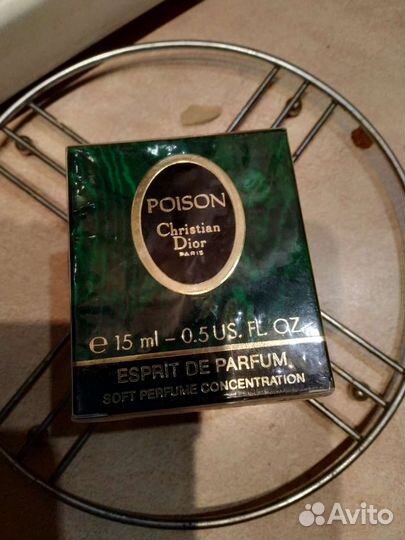 POISON
Christian
Dior
PARIS
e 15 ml – 0.5 US. FL. OZ
ESPRIT DE PARFUM
SOFT PERFUME CONCENTRATION
Avito